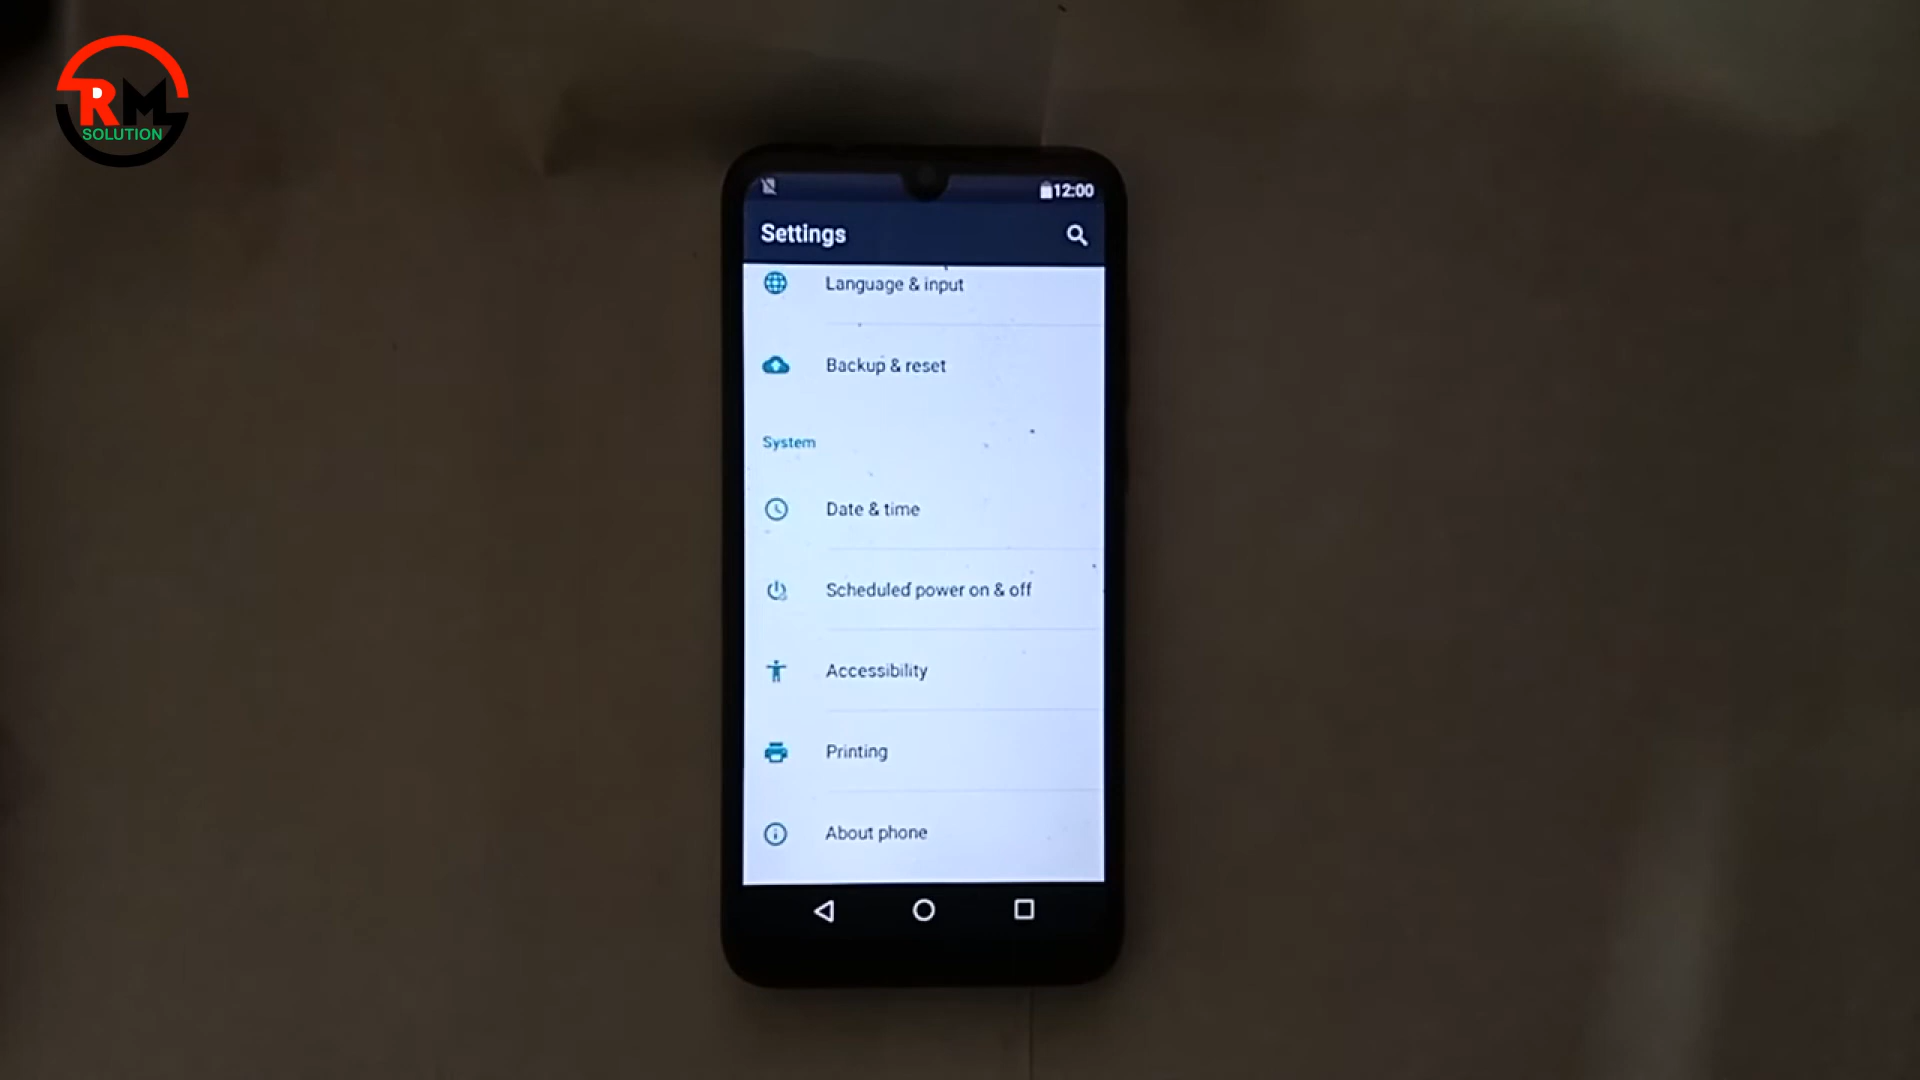 RM
SOLUTION
12:00
Settings
Language & input
Backup & reset
System
Date & time
Scheduled power on & off
Accessibility
Printing
About phone